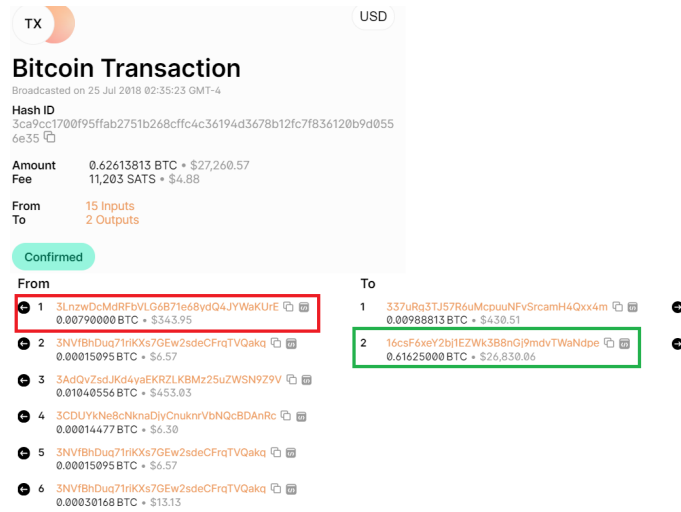 TX
USD
Bitcoin Transaction
Broadcasted on 25 Jul 2018 02:35:23 GMT-4
Hash ID
3ca9cc1700f95ffab2751b268cffc4c36194d3678b12fc7f836120b9d055
6e35
Amount 0.62613813 BTC • $27,260.57
Fee 11,203 SATS • $4.88
From 15 Inputs
To 2 Outputs
Confirmed
From
1 3LnzwDcMdRFbVLG6B71e68ydQ4JYWaKUrE
0.00790000 BTC • $343.95
2 3NVfBhDuq71riKXs7GEw2sdeCFrqTVQakq
0.00015095 BTC • $6.57
3 3AdQvZsdJKd4yaEKRZLKBMz25uZWSN9Z9V
0.01040556 BTC • $453.03
4 3CDUYkNe8cNknaDjyCnuknrVbNQcBDAnRc
0.00014477 BTC • $6.30
5 3NVfBhDuq71riKXs7GEw2sdeCFrqTVQakq
0.00015095 BTC • $6.57
6 3NVfBhDuq71riKXs7GEw2sdeCFrqTVQakq
0.00030168 BTC • $13.13
To
1 337uRg3TJ57R6uMcpuuNFvSrcamH4Qxx4m
0.00988813 BTC • $430.51
2 16csF6xeY2bj1EZWk3B8nGj9mdvTWaNdpe
0.61625000 BTC • $26,830.06